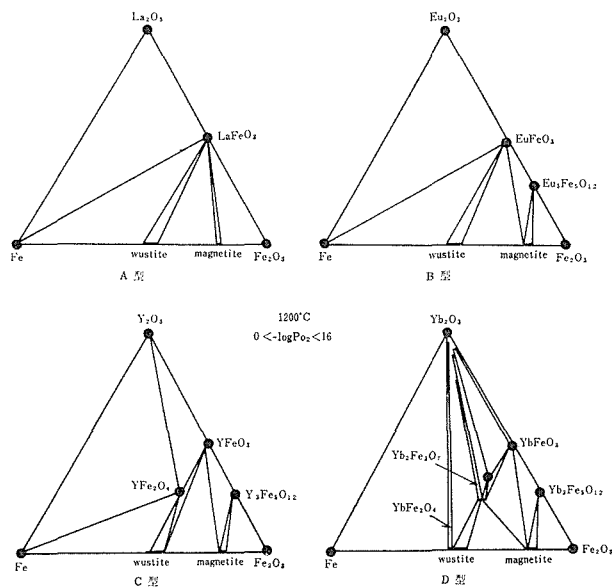 La₂O₃
LaFeO₃
Fe
wustite
magnetite
Fe₂O₃
A 型
Eu₂O₃
EuFeO₃
Eu₃Fe₅O₁₂
Fe
wustite
magnetite
Fe₂O₃
B 型
1200°C
0<-logPo₂<16
Y₂O₃
YFeO₃
YFe₂O₄
Y₃Fe₅O₁₂
Fe
wustite
magnetite
Fe₂O₃
C 型
Yb₂O₃
YbFeO₃
Yb₂Fe₃O₇
Yb₃Fe₅O₁₂
YbFe₂O₄
Fe
wustite
magnetite
Fe₂O₃
D 型